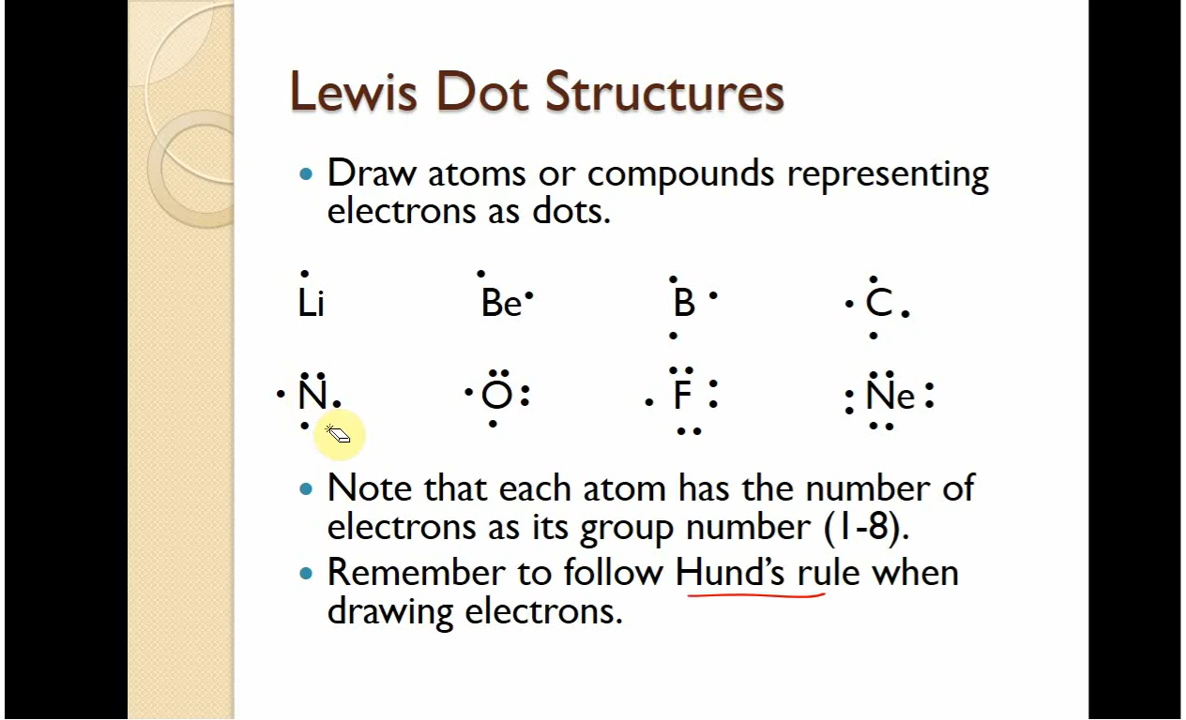 Lewis Dot Structures
• Draw atoms or compounds representing
electrons as dots.
Li Be B C
N O F Ne
• Note that each atom has the number of
electrons as its group number (1-8).
• Remember to follow Hund's rule when
drawing electrons.